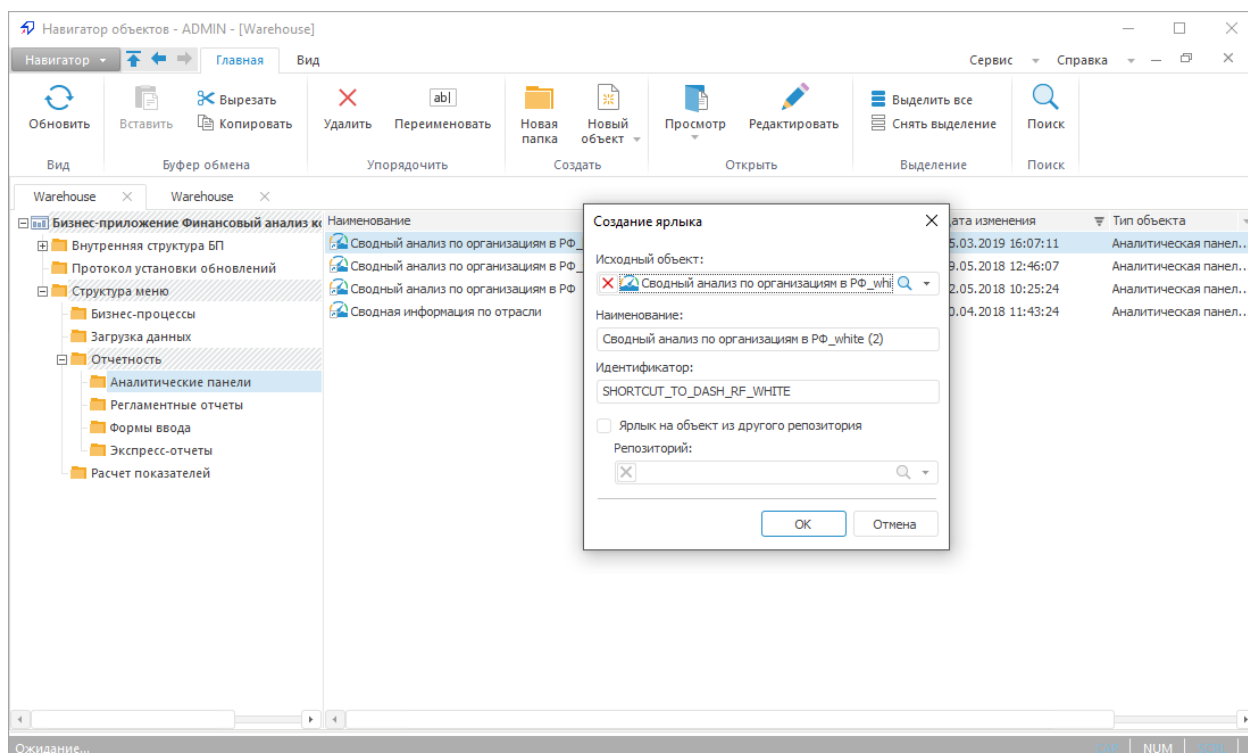 Навигатор объектов - ADMIN - [Warehouse]
Навигатор Главная Вид Сервис Справка
Обновить Вставить Вырезать Копировать Удалить Переименовать Новая папка Новый объект Просмотр Редактировать Выделить все Снять выделение Поиск
Вид Буфер обмена Упорядочить Создать Открыть Выделение Поиск
Warehouse Warehouse
Бизнес-приложение Финансовый анализ
Внутренняя структура БП
Протокол установки обновлений
Структура меню
Бизнес-процессы
Загрузка данных
Отчетность
Аналитические панели
Регламентные отчеты
Формы ввода
Экспресс-отчеты
Расчет показателей
Наименование ата изменения Тип объекта
Сводный анализ по организациям в РФ_ 5.03.2019 16:07:11 Аналитическая панел...
Сводный анализ по организациям в РФ_ 9.05.2018 12:46:07 Аналитическая панел...
Сводный анализ по организациям в РФ 2.05.2018 10:25:24 Аналитическая панел...
Сводная информация по отрасли 0.04.2018 11:43:24 Аналитическая панел...
Создание ярлыка
Исходный объект:
Сводный анализ по организациям в РФ_whi
Наименование:
Сводный анализ по организациям в РФ_white (2)
Идентификатор:
SHORTCUT_TO_DASH_RF_WHITE
Ярлык на объект из другого репозитория
Репозиторий:
OK Отмена
Ожидание... NUM